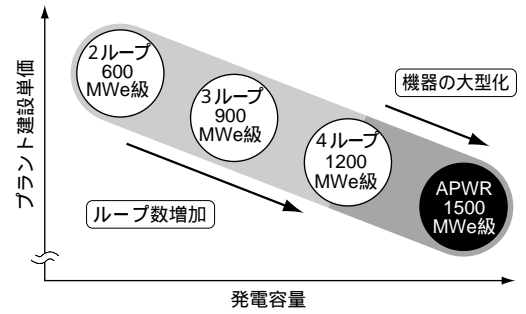 プラント建設単価
2ループ
600
MWe級
3ループ
900
MWe級
4ループ
1200
MWe級
APWR
1500
MWe級
機器の大型化
ループ数増加
発電容量